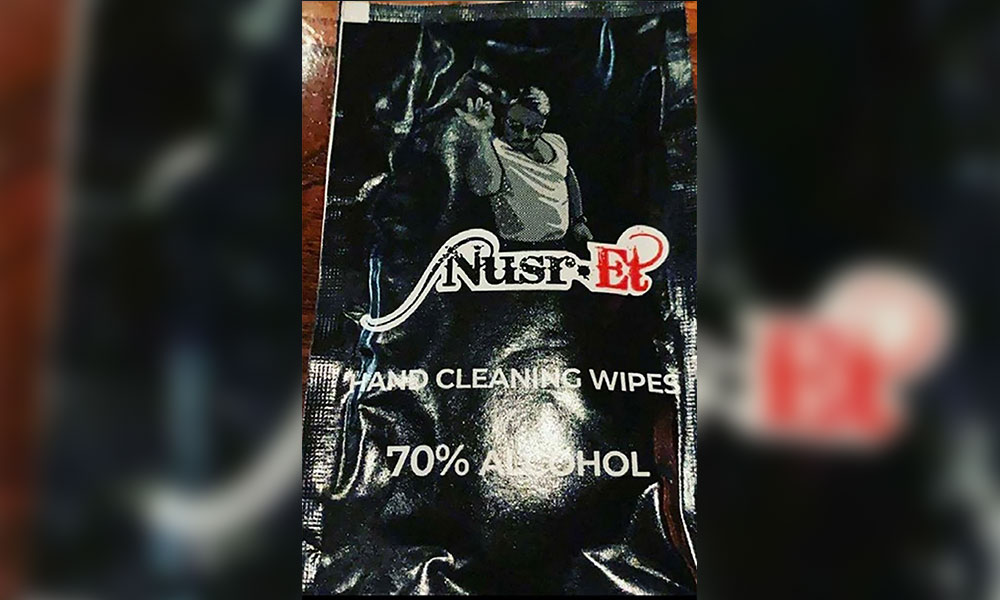 Nusr·Et
HAND CLEANING WIPES
70% ALCOHOL